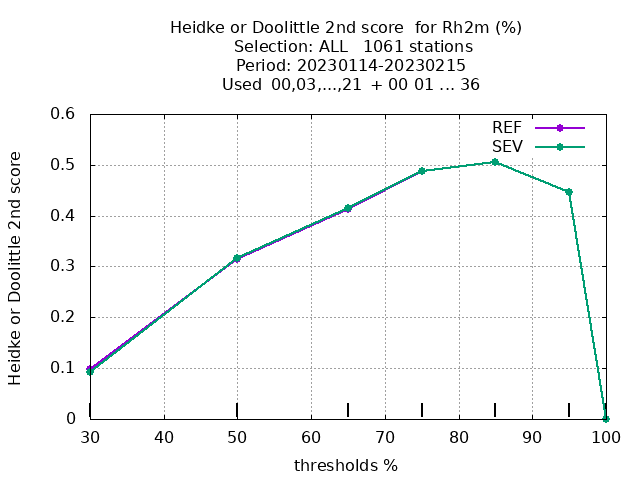 Heidke or Doolittle 2nd score  for Rh2m (%)
Selection: ALL   1061 stations
Period: 20230114-20230215
Used  00,03,...,21  + 00 01 ... 36
REF
SEV
Heidke or Doolittle 2nd score
0.6
0.5
0.4
0.3
0.2
0.1
0
30 40 50 60 70 80 90 100
thresholds %